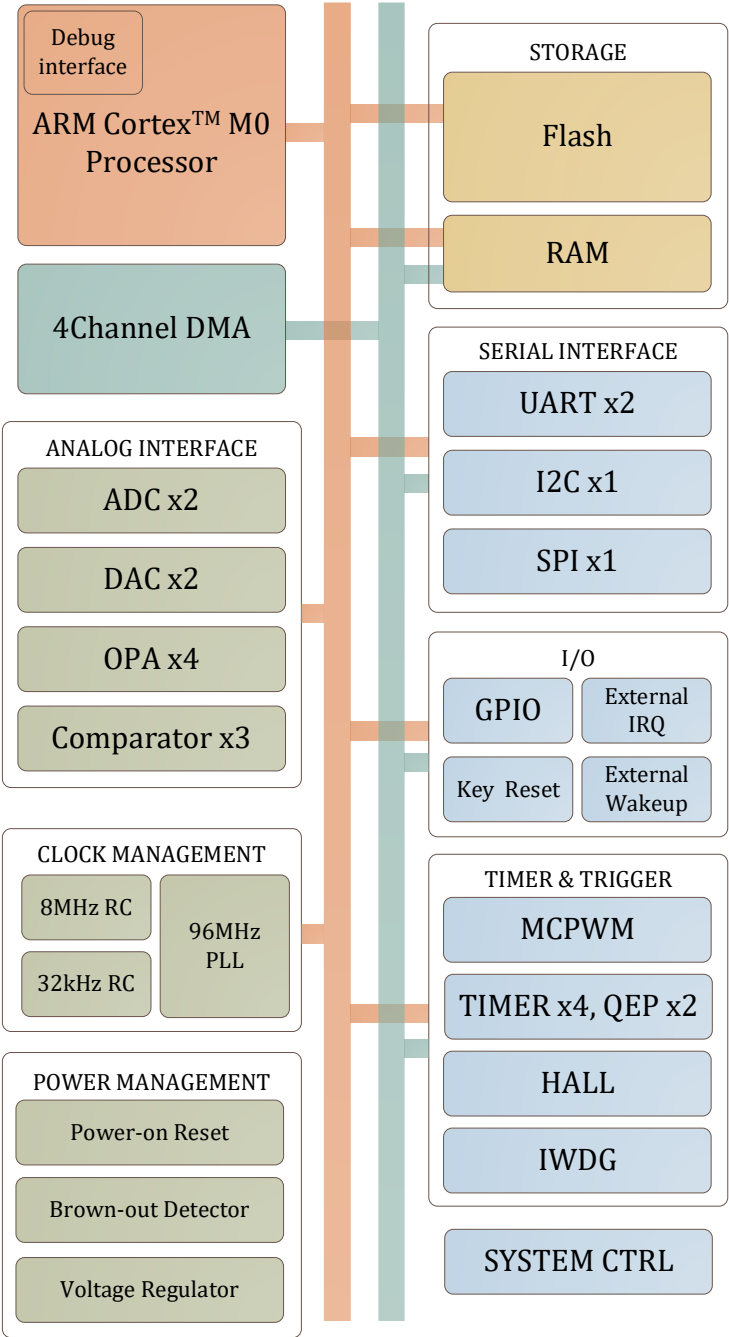 Debug
interface
ARM Cortex™ M0
Processor
4Channel DMA
ANALOG INTERFACE
ADC x2
DAC x2
OPA x4
Comparator x3
CLOCK MANAGEMENT
8MHz RC
32kHz RC
96MHz
PLL
POWER MANAGEMENT
Power-on Reset
Brown-out Detector
Voltage Regulator
STORAGE
Flash
RAM
SERIAL INTERFACE
UART x2
I2C x1
SPI x1
I/O
GPIO
External
IRQ
Key Reset
External
Wakeup
TIMER & TRIGGER
MCPWM
TIMER x4, QEP x2
HALL
IWDG
SYSTEM CTRL